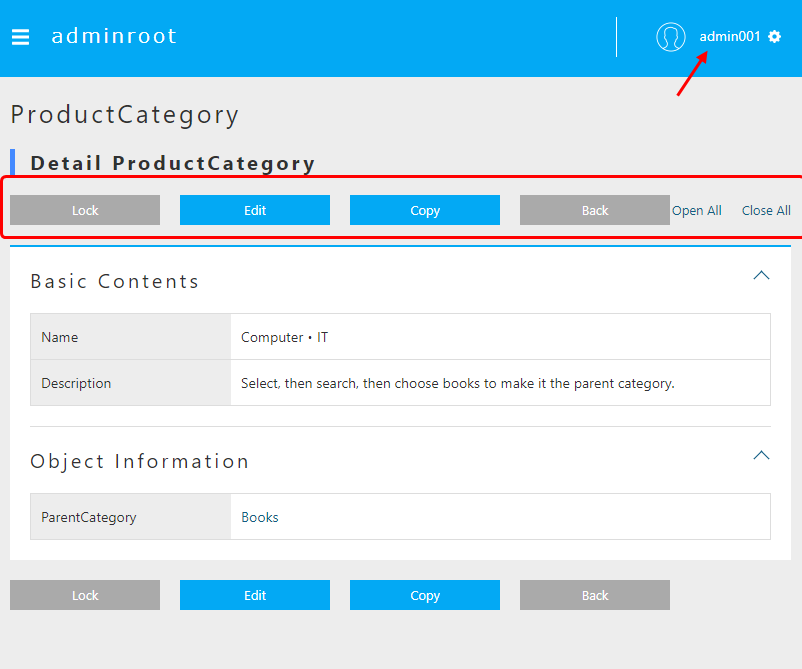 adminroot
admin001
ProductCategory
Detail ProductCategory
Lock Edit Copy Back Open All Close All
Basic Contents
Name Computer・IT
Description Select, then search, then choose books to make it the parent category.
Object Information
ParentCategory Books
Lock Edit Copy Back